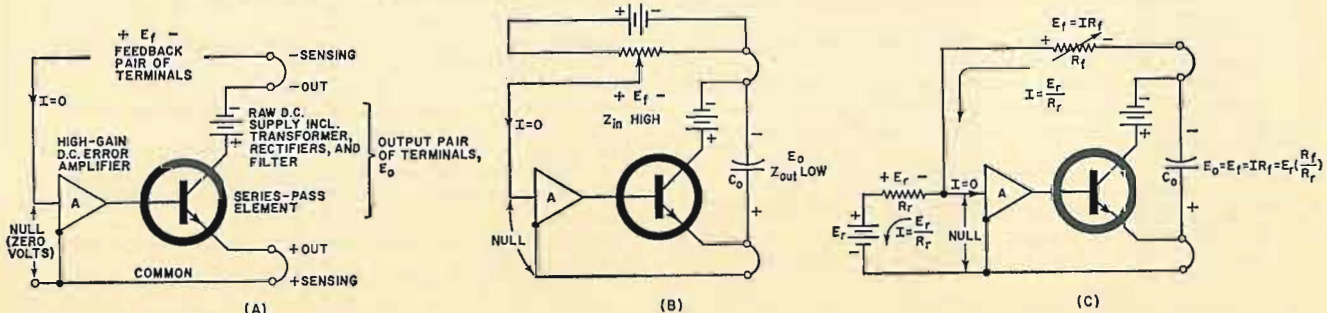 + Ef -
FEEDBACK
PAIR OF
TERMINALS
-SENSING
-OUT
I=0
HIGH-GAIN
D.C. ERROR
AMPLIFIER
RAW D.C.
SUPPLY INCL.
TRANSFORMER,
RECTIFIERS, AND
FILTER
OUTPUT PAIR
OF TERMINALS,
Eo
A
SERIES-PASS
ELEMENT
NULL
(ZERO
VOLTS)
+OUT
COMMON
+SENSING
(A)
+ -
+ Ef -
I=0
Zin HIGH
-
+
A
-
Eo
Zout LOW
Co
+
NULL
(B)
Ef=IRf
+ -
Rf
I=Er/Rr
-
+
+ Er -
Rr
I=0
A
+
Er
-
I=Er/Rr
NULL
-
Co
Eo=Ef=IRf=Er(Rf/Rr)
+
(C)